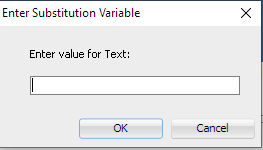 Enter Substitution Variable
Enter value for Text:
OK
Cancel